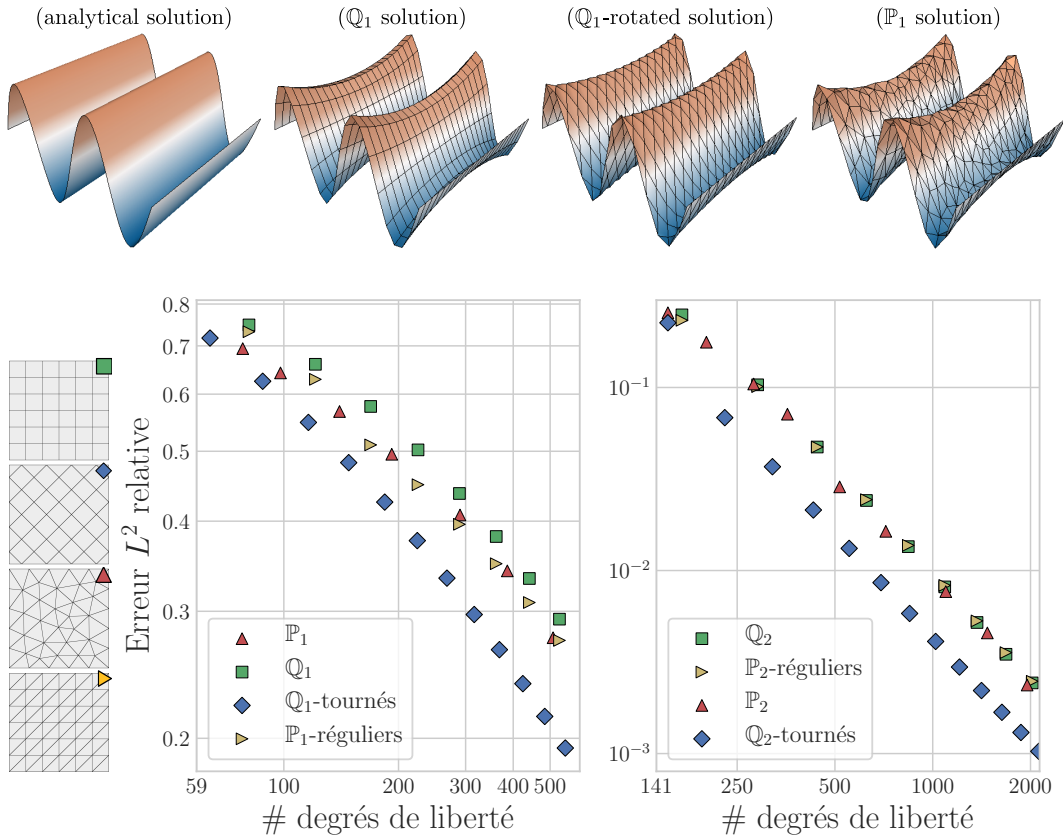 (analytical solution)
(ℚ₁ solution)
(ℚ₁-rotated solution)
(ℙ₁ solution)
Erreur L² relative
0.8
0.7
0.6
0.5
0.4
0.3
0.2
59 100 200 300 400 500
# degrés de liberté
ℙ₁
ℚ₁
ℚ₁-tournés
ℙ₁-réguliers
10⁻¹
10⁻²
10⁻³
141 250 500 1000 2000
# degrés de liberté
ℚ₂
ℙ₂-réguliers
ℙ₂
ℚ₂-tournés